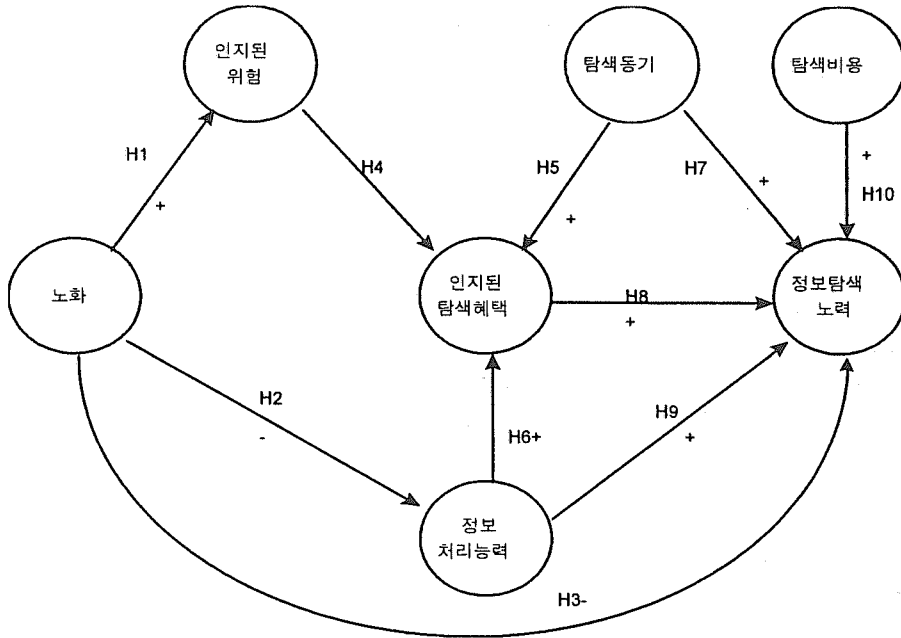 인지된
위험
탐색동기
탐색비용
H1
+
H4
H5
+
H7
+
+
H10
노화
인지된
탐색혜택
H8
+
정보탐색
노력
H2
-
H6+
H9
+
정보
처리능력
H3-